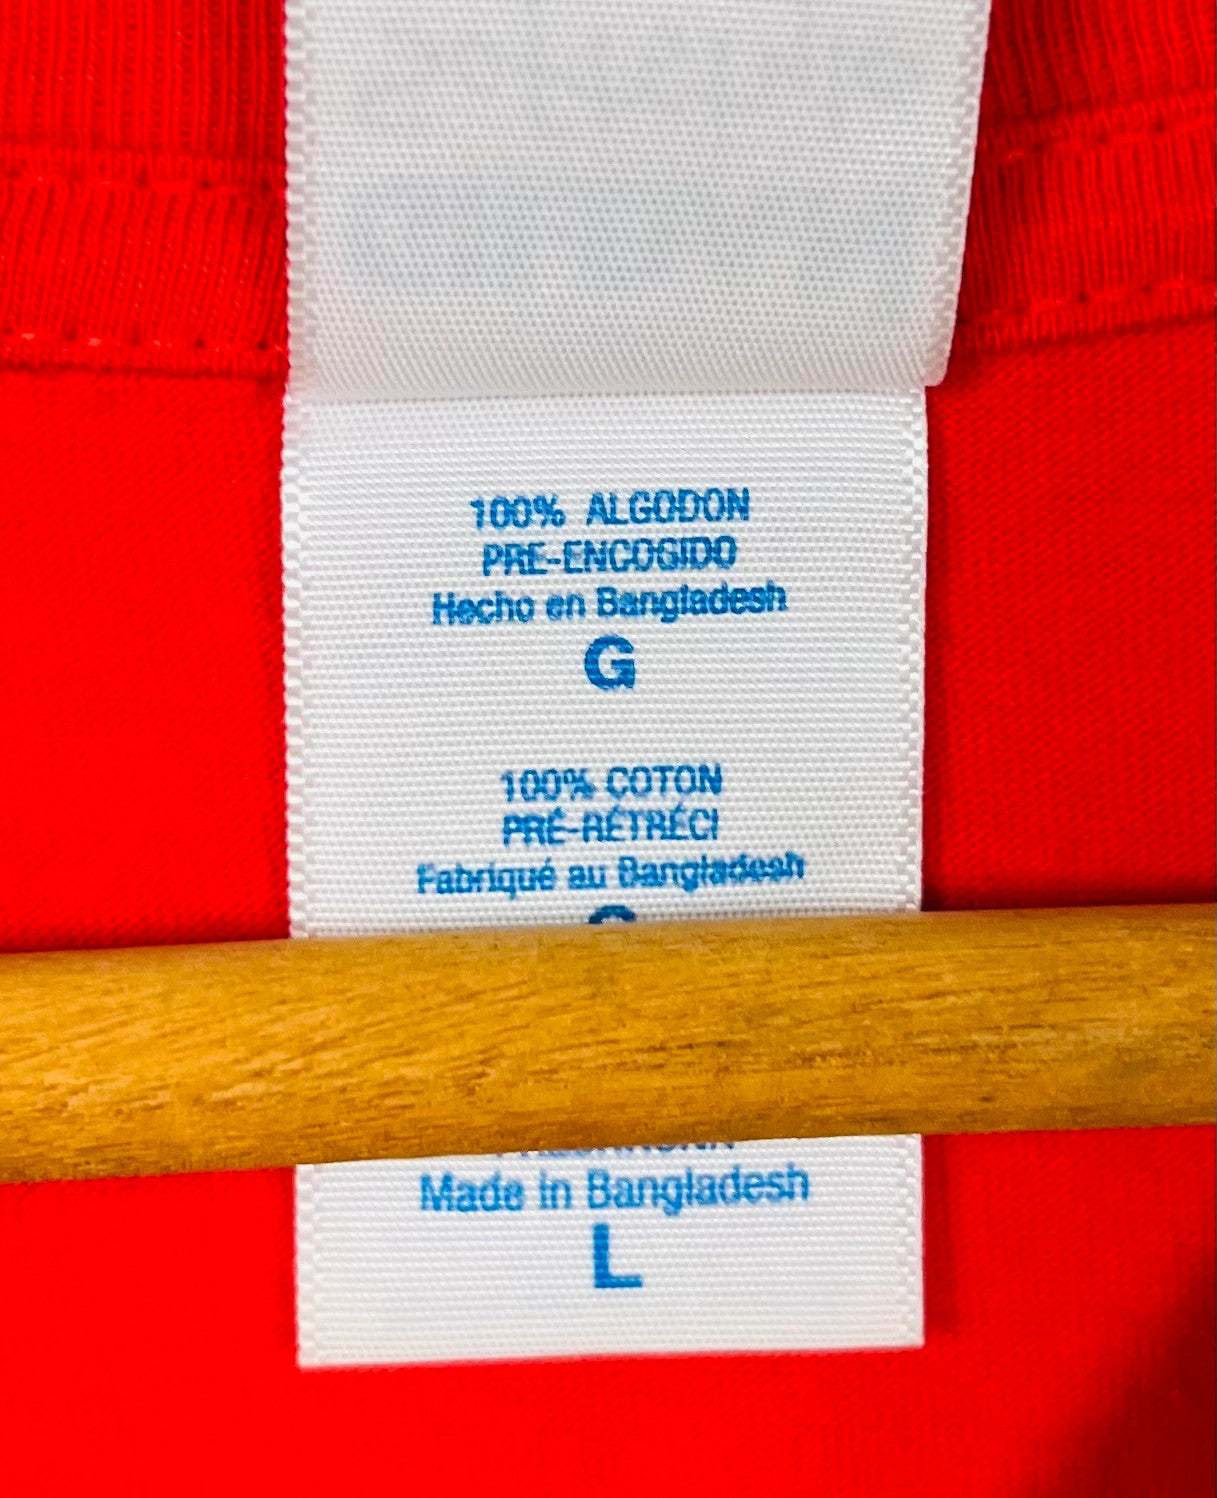 100% ALGODON
PRE-ENCOGIDO
Hecho en Bangladesh
G
100% COTON
PRÉ-RÉTRÉCI
Fabriqué au Bangladesh
Made in Bangladesh
L